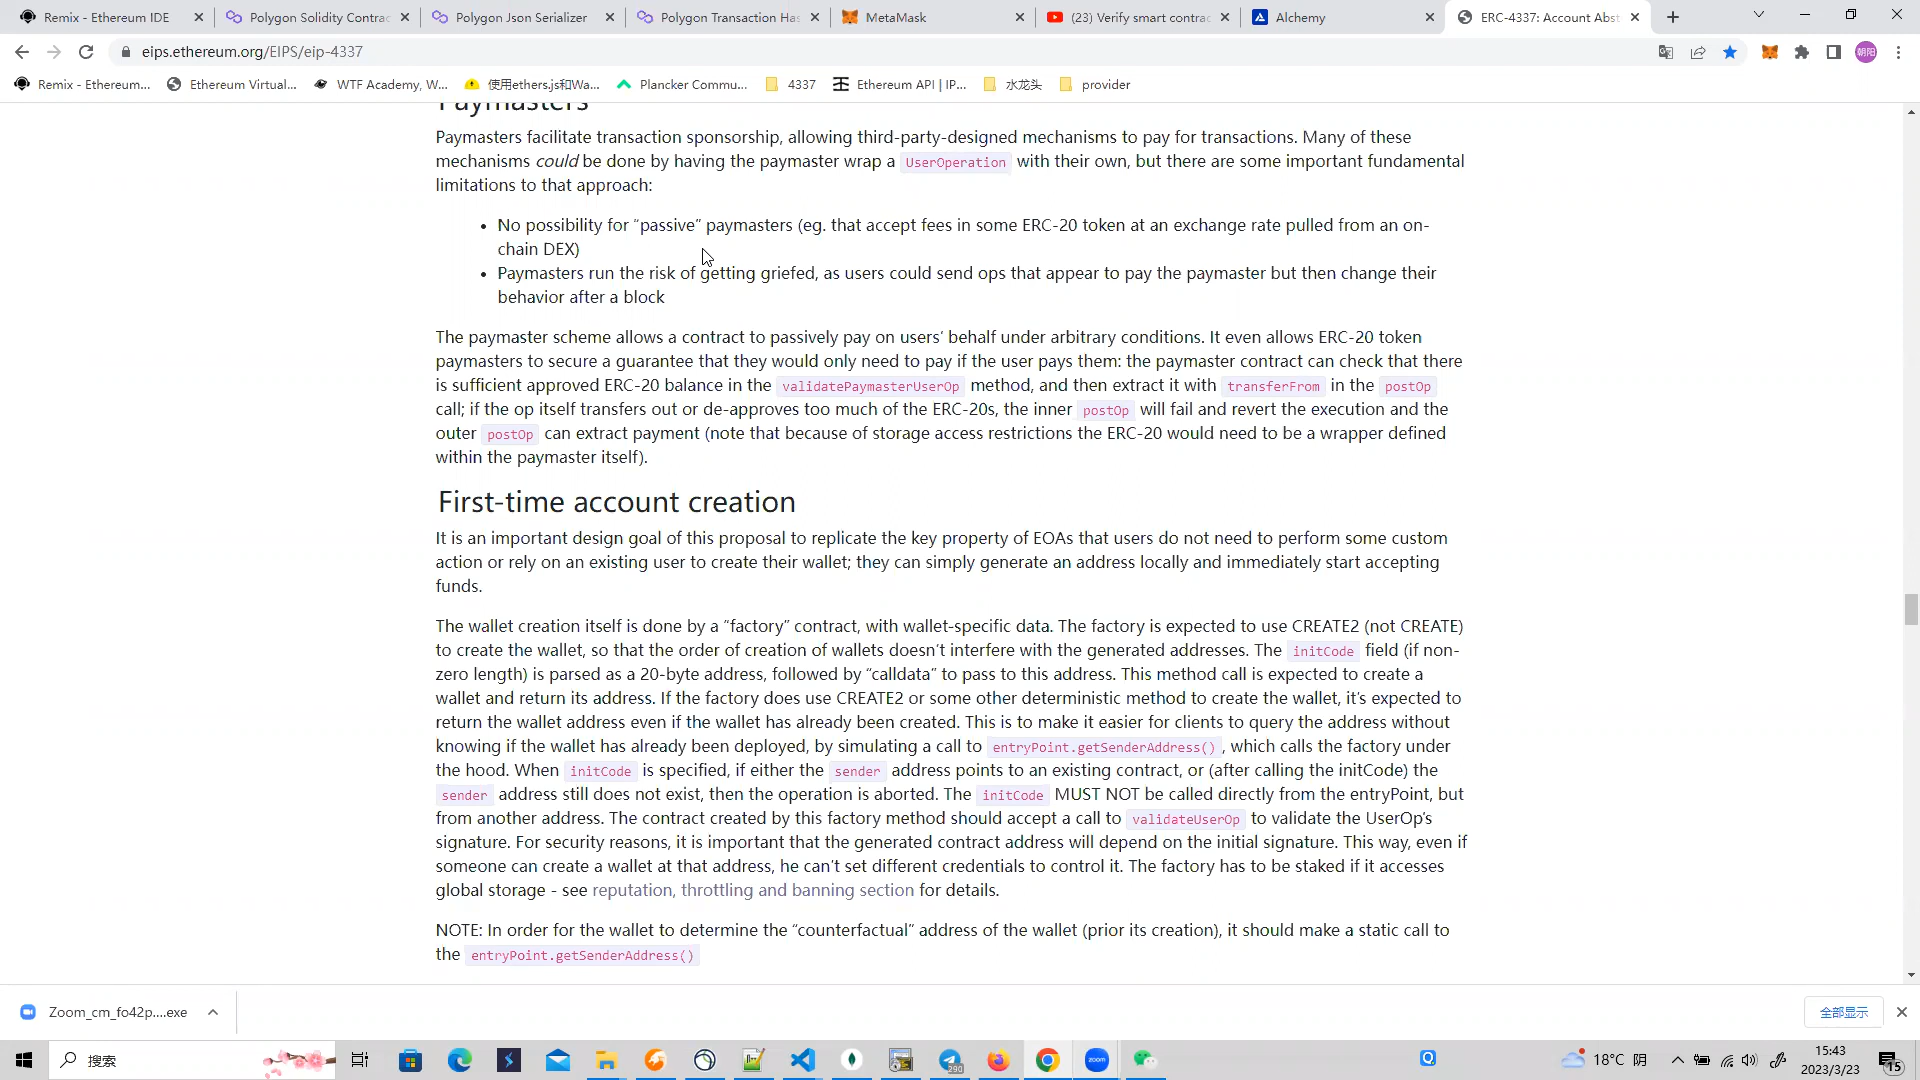 Remix - Ethereum IDE
Polygon Solidity Contrac
Polygon Json Serializer
Polygon Transaction Has
MetaMask
(23) Verify smart contrac
Alchemy
ERC-4337: Account Abst
eips.ethereum.org/EIPS/eip-4337
朝阳
Remix - Ethereum...
Ethereum Virtual...
WTF Academy, W...
使用ethers.js和Wa...
Plancker Commu...
4337
Ethereum API | IP...
水龙头
provider
Paymasters
Paymasters facilitate transaction sponsorship, allowing third-party-designed mechanisms to pay for transactions. Many of these
mechanisms could be done by having the paymaster wrap a UserOperation with their own, but there are some important fundamental
limitations to that approach:
• No possibility for “passive” paymasters (eg. that accept fees in some ERC-20 token at an exchange rate pulled from an on-
chain DEX)
• Paymasters run the risk of getting griefed, as users could send ops that appear to pay the paymaster but then change their
behavior after a block
The paymaster scheme allows a contract to passively pay on users’ behalf under arbitrary conditions. It even allows ERC-20 token
paymasters to secure a guarantee that they would only need to pay if the user pays them: the paymaster contract can check that there
is sufficient approved ERC-20 balance in the validatePaymasterUserOp method, and then extract it with transferFrom in the postOp
call; if the op itself transfers out or de-approves too much of the ERC-20s, the inner postOp will fail and revert the execution and the
outer postOp can extract payment (note that because of storage access restrictions the ERC-20 would need to be a wrapper defined
within the paymaster itself).
First-time account creation
It is an important design goal of this proposal to replicate the key property of EOAs that users do not need to perform some custom
action or rely on an existing user to create their wallet; they can simply generate an address locally and immediately start accepting
funds.
The wallet creation itself is done by a “factory” contract, with wallet-specific data. The factory is expected to use CREATE2 (not CREATE)
to create the wallet, so that the order of creation of wallets doesn’t interfere with the generated addresses. The initCode field (if non-
zero length) is parsed as a 20-byte address, followed by “calldata” to pass to this address. This method call is expected to create a
wallet and return its address. If the factory does use CREATE2 or some other deterministic method to create the wallet, it’s expected to
return the wallet address even if the wallet has already been created. This is to make it easier for clients to query the address without
knowing if the wallet has already been deployed, by simulating a call to entryPoint.getSenderAddress() , which calls the factory under
the hood. When initCode is specified, if either the sender address points to an existing contract, or (after calling the initCode) the
sender address still does not exist, then the operation is aborted. The initCode MUST NOT be called directly from the entryPoint, but
from another address. The contract created by this factory method should accept a call to validateUserOp to validate the UserOp’s
signature. For security reasons, it is important that the generated contract address will depend on the initial signature. This way, even if
someone can create a wallet at that address, he can’t set different credentials to control it. The factory has to be staked if it accesses
global storage - see reputation, throttling and banning section for details.
NOTE: In order for the wallet to determine the “counterfactual” address of the wallet (prior its creation), it should make a static call to
the entryPoint.getSenderAddress()
Zoom_cm_fo42p....exe
全部显示
搜索
290
zoom
18°C 阴
15:43
2023/3/23
15